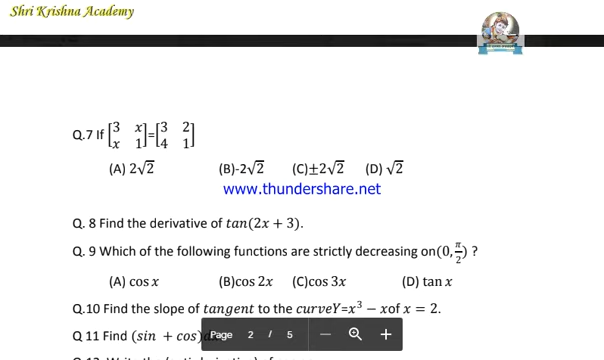 Shri Krishna Academy
Q.7 If [3 x x 1]=[3 2 4 1]
(A) 2√2 (B)-2√2 (C)±2√2 (D) √2
www.thundershare.net
Q. 8 Find the derivative of tan(2x + 3).
Q. 9 Which of the following functions are strictly decreasing on(0,π/2) ?
(A) cos x (B)cos 2x (C)cos 3x (D) tan x
Q.10 Find the slope of tangent to the curveY=x³ − xof x = 2.
Q 11 Find (sin + cos)
Page 2 / 5 — +